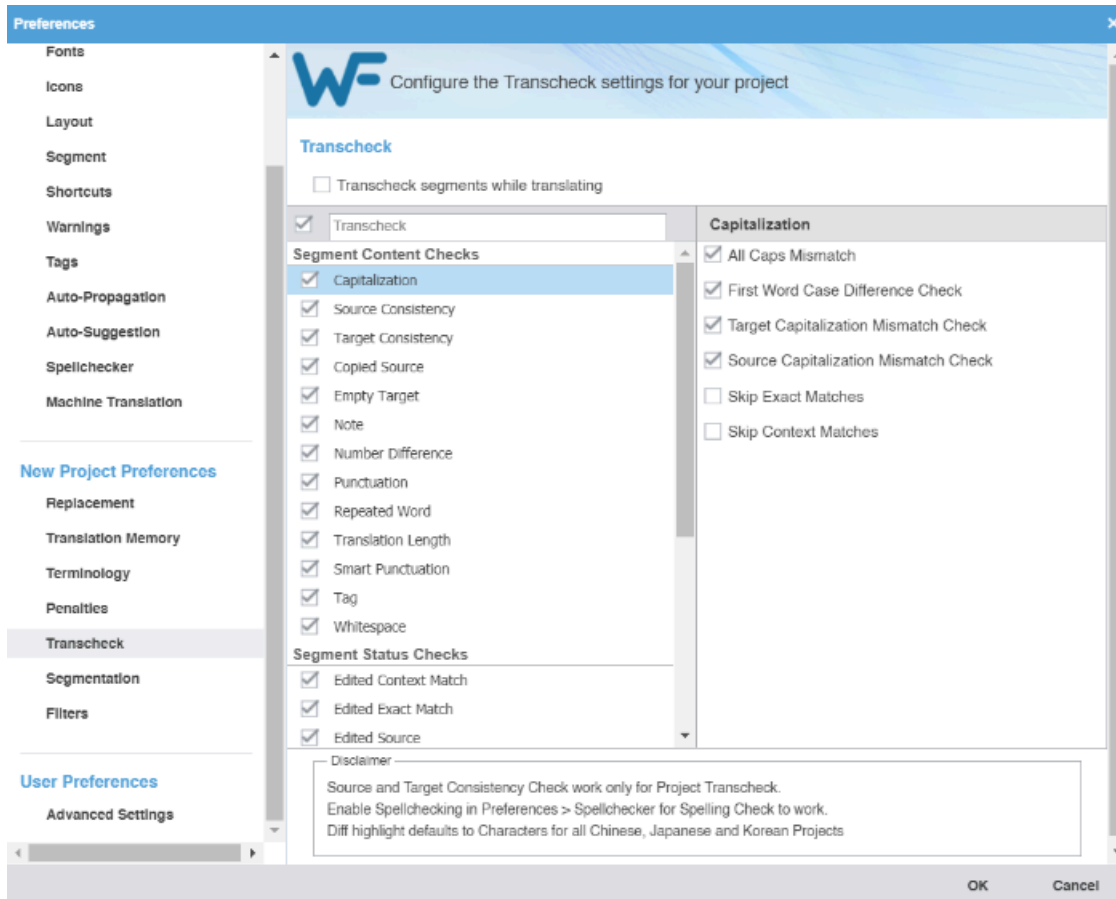 Preferences
Fonts
Icons
Layout
Segment
Shortcuts
Warnings
Tags
Auto-Propagation
Auto-Suggestion
Spellchecker
Machine Translation
New Project Preferences
Replacement
Translation Memory
Terminology
Penalties
Transcheck
Segmentation
Filters
User Preferences
Advanced Settings
WF
Configure the Transcheck settings for your project
Transcheck
Transcheck segments while translating
Transcheck
Segment Content Checks
Capitalization
Source Consistency
Target Consistency
Copied Source
Empty Target
Note
Number Difference
Punctuation
Repeated Word
Translation Length
Smart Punctuation
Tag
Whitespace
Segment Status Checks
Edited Context Match
Edited Exact Match
Edited Source
Capitalization
All Caps Mismatch
First Word Case Difference Check
Target Capitalization Mismatch Check
Source Capitalization Mismatch Check
Skip Exact Matches
Skip Context Matches
Disclaimer
Source and Target Consistency Check work only for Project Transcheck.
Enable Spellchecking in Preferences > Spellchecker for Spelling Check to work.
Diff highlight defaults to Characters for all Chinese, Japanese and Korean Projects
OK
Cancel